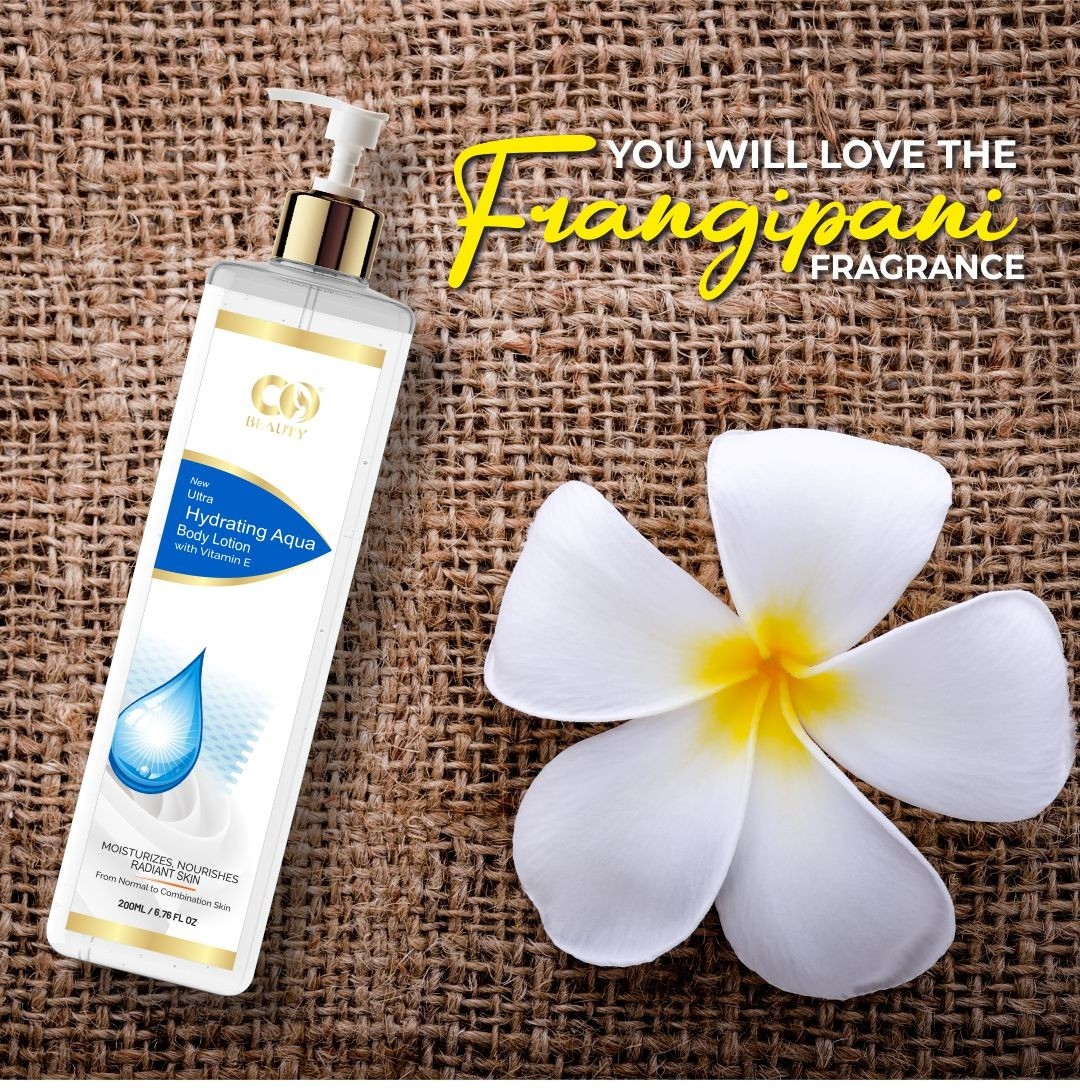 YOU WILL LOVE THE
Frangipani
FRAGRANCE
CO®
BEAUTY
New
Ultra
Hydrating Aqua
Body Lotion
with Vitamin E
MOISTURIZES, NOURISHES
RADIANT SKIN
From Normal to Combination Skin
200ML / 6.76 FL OZ